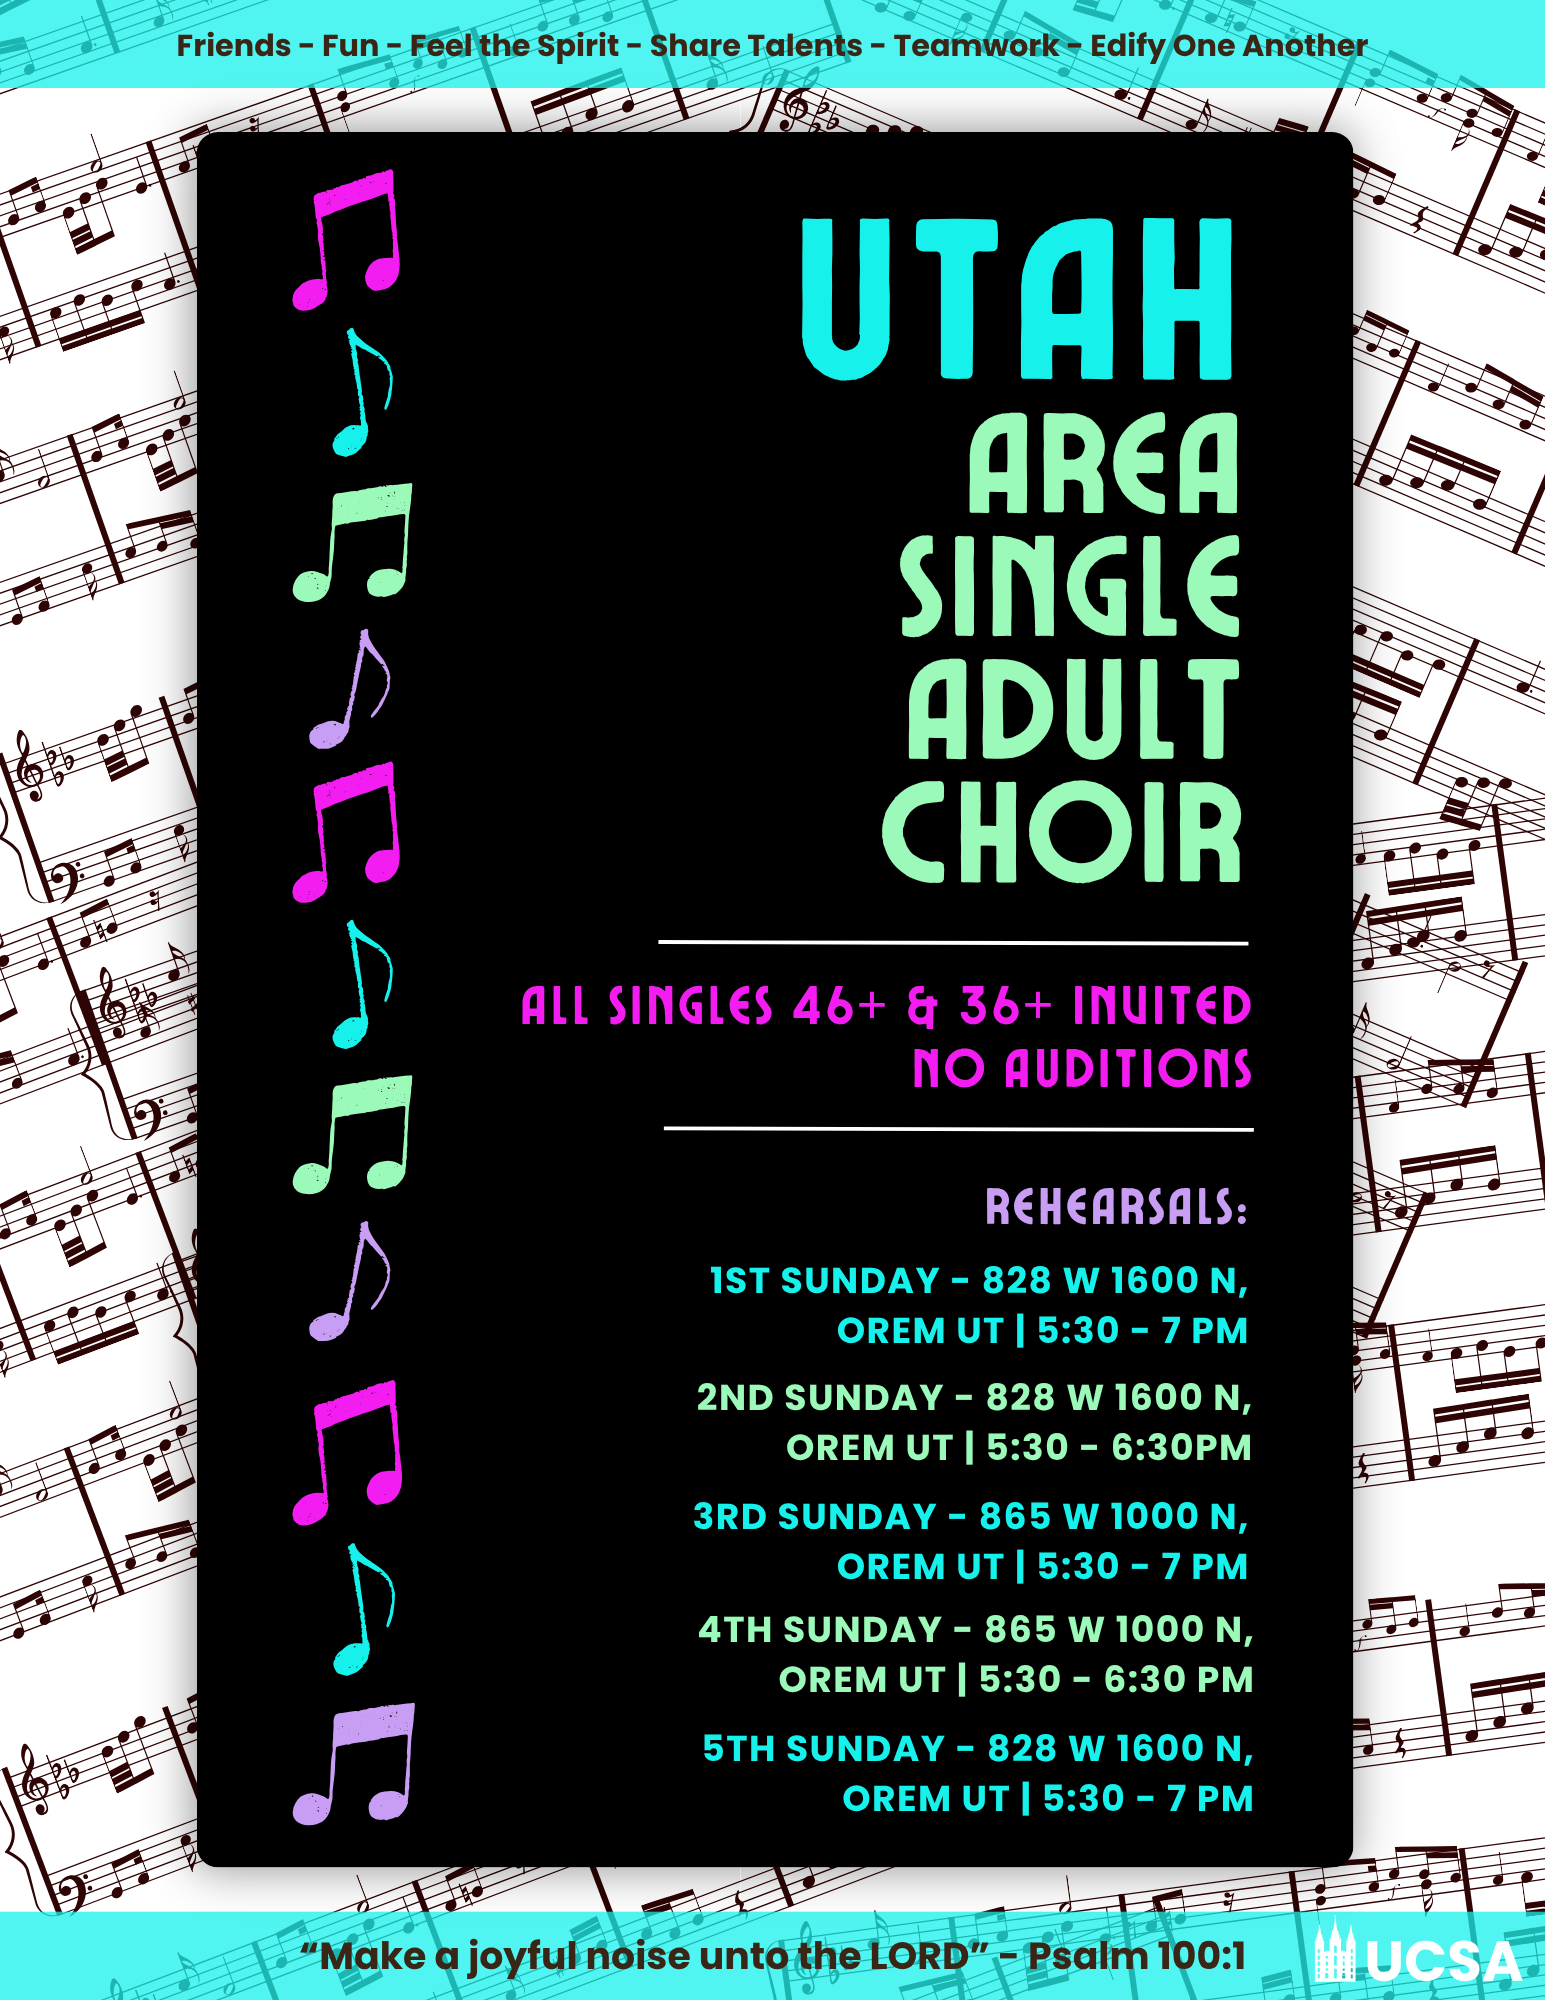 Friends - Fun - Feel the Spirit - Share Talents - Teamwork - Edify One Another
UTAH
AREA
SINGLE
ADULT
CHOIR
ALL SINGLES 46+ & 36+ INVITED
NO AUDITIONS
REHEARSALS:
1ST SUNDAY - 828 W 1600 N,
OREM UT | 5:30 - 7 PM
2ND SUNDAY - 828 W 1600 N,
OREM UT | 5:30 - 6:30PM
3RD SUNDAY - 865 W 1000 N,
OREM UT | 5:30 - 7 PM
4TH SUNDAY - 865 W 1000 N,
OREM UT | 5:30 - 6:30 PM
5TH SUNDAY - 828 W 1600 N,
OREM UT | 5:30 - 7 PM
“Make a joyful noise unto the LORD” - Psalm 100:1
UCSA